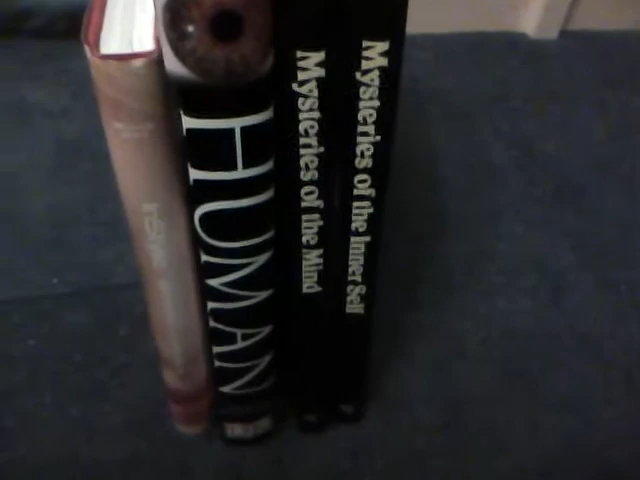 HUMAN
Mysteries of the Mind
Mysteries of the Inner Self